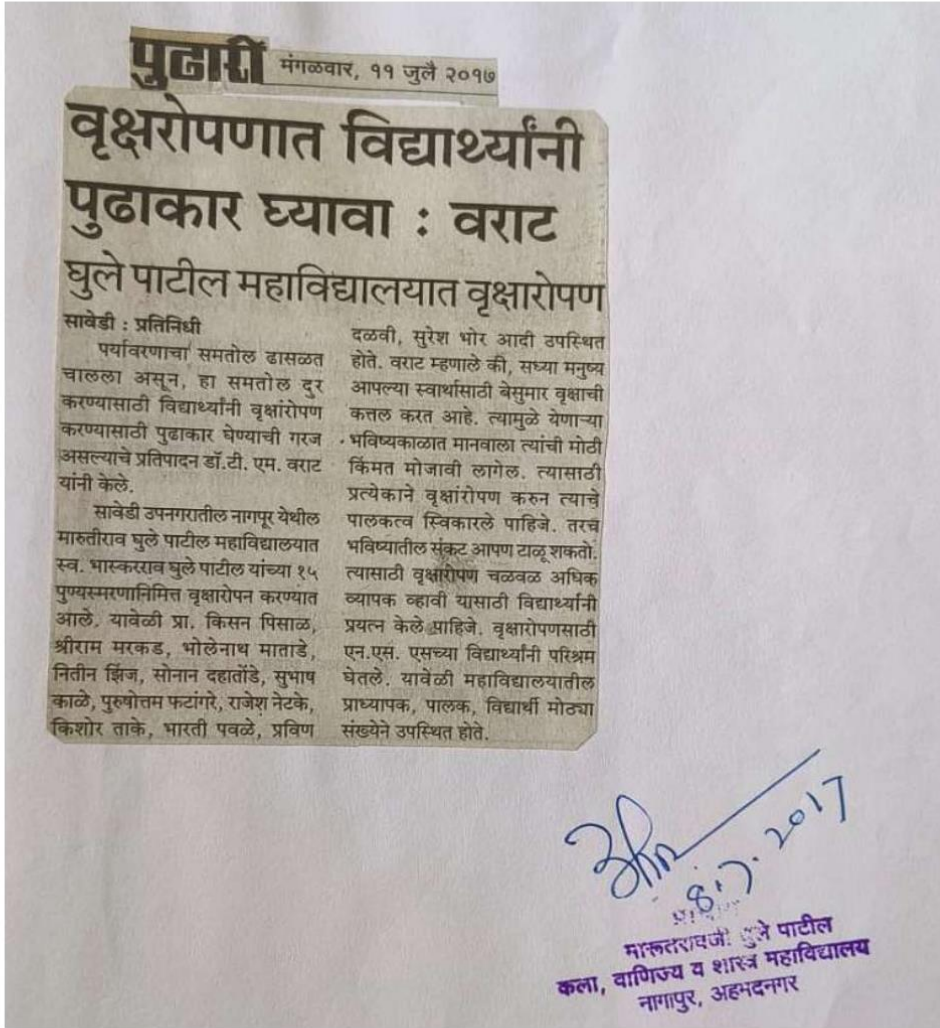 पुढारी मंगळवार, ११ जुलै २०१७
वृक्षरोपणात विद्यार्थ्यांनी
पुढाकार घ्यावा : वराट
घुले पाटील महाविद्यालयात वृक्षारोपण
सावेडी : प्रतिनिधी
पर्यावरणाचा समतोल ढासळत
चालला असून, हा समतोल दुर
करण्यासाठी विद्यार्थ्यांनी वृक्षांरोपण
करण्यासाठी पुढाकार घेण्याची गरज
असल्याचे प्रतिपादन डॉ.टी. एम. वराट
यांनी केले.
सावेडी उपनगरातील नागपूर येथील
मारुतीराव घुले पाटील महाविद्यालयात
स्व. भास्करराव घुले पाटील यांच्या १५
पुण्यस्मरणानिमित्त वृक्षारोपन करण्यात
आले. यावेळी प्रा. किसन पिसाळ,
श्रीराम मरकड, भोलेनाथ माताडे,
नितीन झिंज, सोनान दहातोंडे, सुभाष
काळे, पुरुषोत्तम फटांगरे, राजेश नेटके,
किशोर ताके, भारती पवळे, प्रविण
दळवी, सुरेश भोर आदी उपस्थित
होते. वराट म्हणाले की, सध्या मनुष्य
आपल्या स्वार्थासाठी बेसुमार वृक्षाची
कत्तल करत आहे. त्यामुळे येणाऱ्या
भविष्यकाळात मानवाला त्यांची मोठी
किंमत मोजावी लागेल. त्यासाठी
प्रत्येकाने वृक्षांरोपण करुन त्याचे
पालकत्व स्विकारले पाहिजे. तरच
भविष्यातील संकट आपण टाळू शकतो.
त्यासाठी वृक्षारोपण चळवळ अधिक
व्यापक व्हावी यासाठी विद्यार्थ्यांनी
प्रयत्न केले पाहिजे. वृक्षारोपणसाठी
एन.एस. एसच्या विद्यार्थ्यांनी परिश्रम
घेतले. यावेळी महाविद्यालयातील
प्राध्यापक, पालक, विद्यार्थी मोठ्या
संख्येने उपस्थित होते.
8.7.2017
मारूतरावजी घुले पाटील
कला, वाणिज्य व शास्त्र महाविद्यालय
नागापुर, अहमदनगर